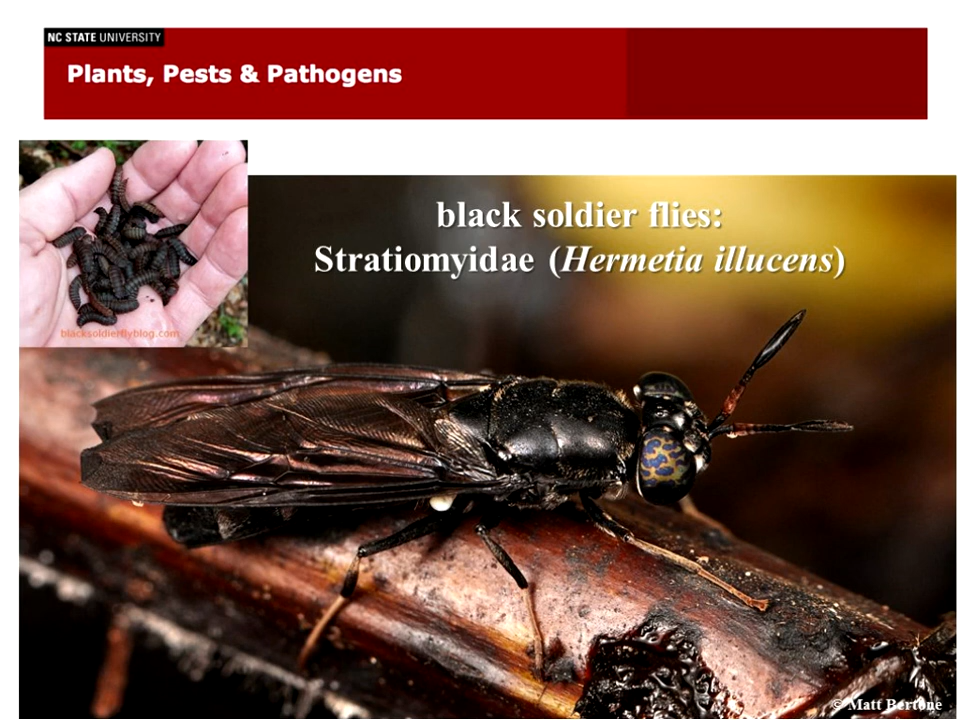 NC STATE UNIVERSITY
Plants, Pests & Pathogens
black soldier flies:
Stratiomyidae (Hermetia illucens)
blacksoldierflyblog.com
© Matt Bertone